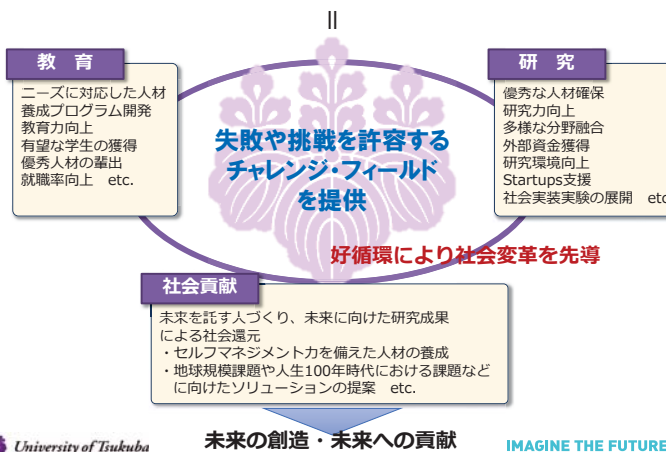 =
教 育
ニーズに対応した人材
養成プログラム開発
教育力向上
有望な学生の獲得
優秀人材の輩出
就職率向上 etc.
研 究
優秀な人材確保
研究力向上
多様な分野融合
外部資金獲得
研究環境向上
Startups支援
社会実装実験の展開 etc
失敗や挑戦を許容する
チャレンジ・フィールド
を提供
好循環により社会変革を先導
社会貢献
未来を託す人づくり、未来に向けた研究成果
による社会還元
・セルフマネジメント力を備えた人材の養成
・地球規模課題や人生100年時代における課題など
に向けたソリューションの提案 etc.
未来の創造・未来への貢献
University of Tsukuba
IMAGINE THE FUTURE